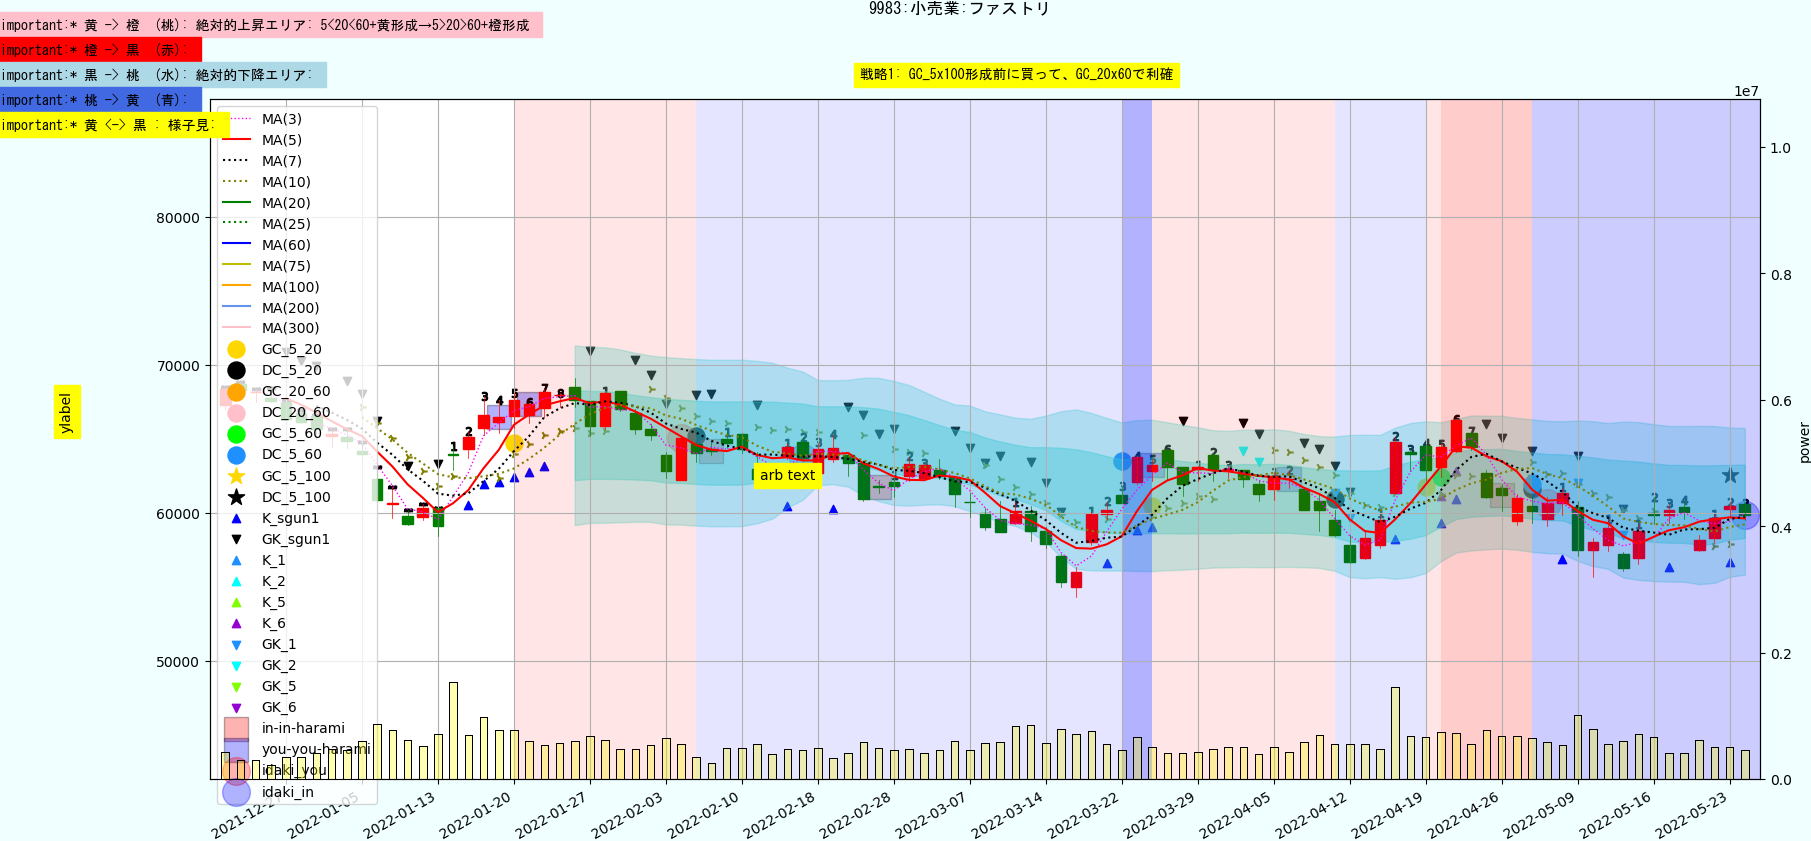 9983:小売業:ファストリ
important:* 黄 -> 橙 (桃): 絶対的上昇エリア: 5<20<60+黄形成→5>20>60+橙形成
important:* 橙 -> 黒 (赤):
important:* 黒 -> 桃 (水): 絶対的下降エリア:
戦略1: GC_5x100形成前に買って、GC_20x60で利確
important:* 桃 -> 黄 (青):
important:* 黄 <-> 黒 : 様子見:
1e7
MA(3)
MA(5)
MA(7)
MA(10)
MA(20)
MA(25)
MA(60)
MA(75)
MA(100)
MA(200)
MA(300)
GC_5_20
DC_5_20
GC_20_60
DC_20_60
GC_5_60
DC_5_60
GC_5_100
DC_5_100
K_sgun1
GK_sgun1
K_1
K_2
K_5
K_6
GK_1
GK_2
GK_5
GK_6
in-in-harami
you-you-harami
idaki_you
idaki_in
80000
70000
60000
50000
ylabel
arb text
1.0
0.8
0.6
0.4
0.2
0.0
power
2021-12-27
2022-01-05
2022-01-13
2022-01-20
2022-01-27
2022-02-03
2022-02-10
2022-02-18
2022-02-28
2022-03-07
2022-03-14
2022-03-22
2022-03-29
2022-04-05
2022-04-12
2022-04-19
2022-04-26
2022-05-09
2022-05-16
2022-05-23